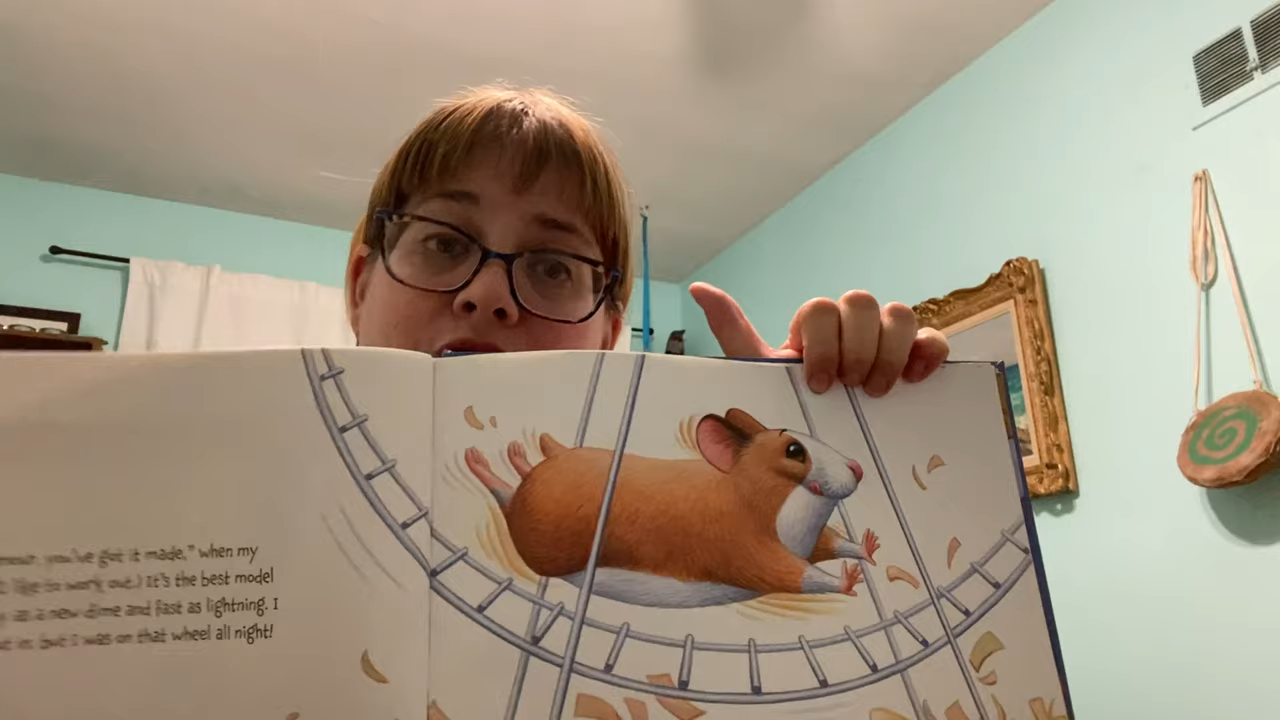 you've got it made," when my
like to work out.) It's the best model
as a new dime and fast as lightning. I
in but I was on that wheel all night!